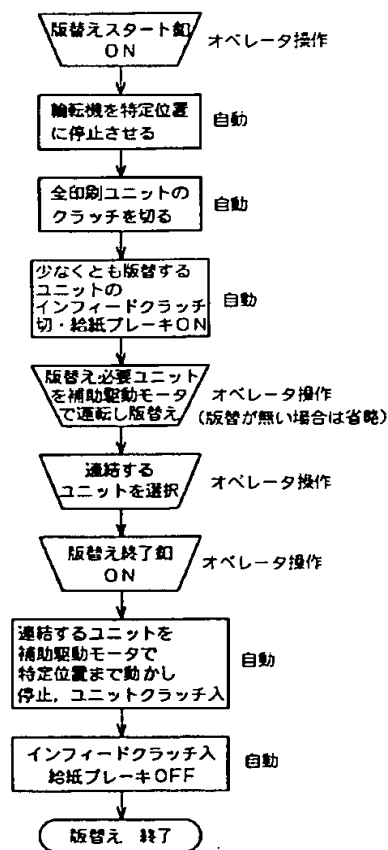 版替えスタート釦
ON
オペレータ操作
輪転機を特定位置
に停止させる
自動
全印刷ユニットの
クラッチを切る
自動
少なくとも版替する
ユニットの
インフィードクラッチ
切・給紙ブレーキON
自動
版替え必要ユニット
を補助駆動モータ
で運転し版替え
オペレータ操作
(版替が無い場合は省略)
連結する
ユニットを選択
オペレータ操作
版替え終了釦
ON
オペレータ操作
連結するユニットを
補助駆動モータで
特定位置まで動かし
停止，ユニットクラッチ入
自動
インフィードクラッチ入
給紙ブレーキOFF
自動
版替え 終了